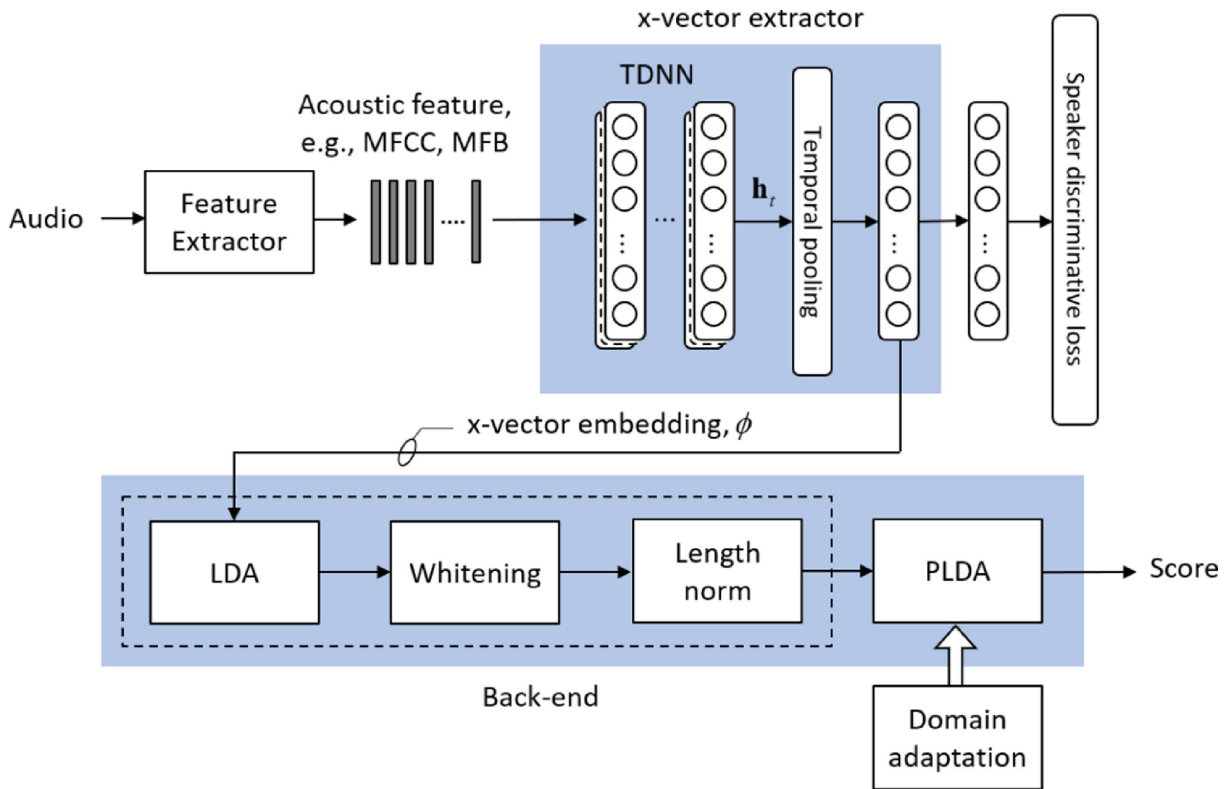 x-vector extractor
TDNN
Acoustic feature,
e.g., MFCC, MFB
Audio
Feature
Extractor
....
...
...
...
h_t
Temporal pooling
...
...
Speaker discriminative loss
x-vector embedding, ϕ
LDA
Whitening
Length
norm
PLDA
Score
Back-end
Domain
adaptation